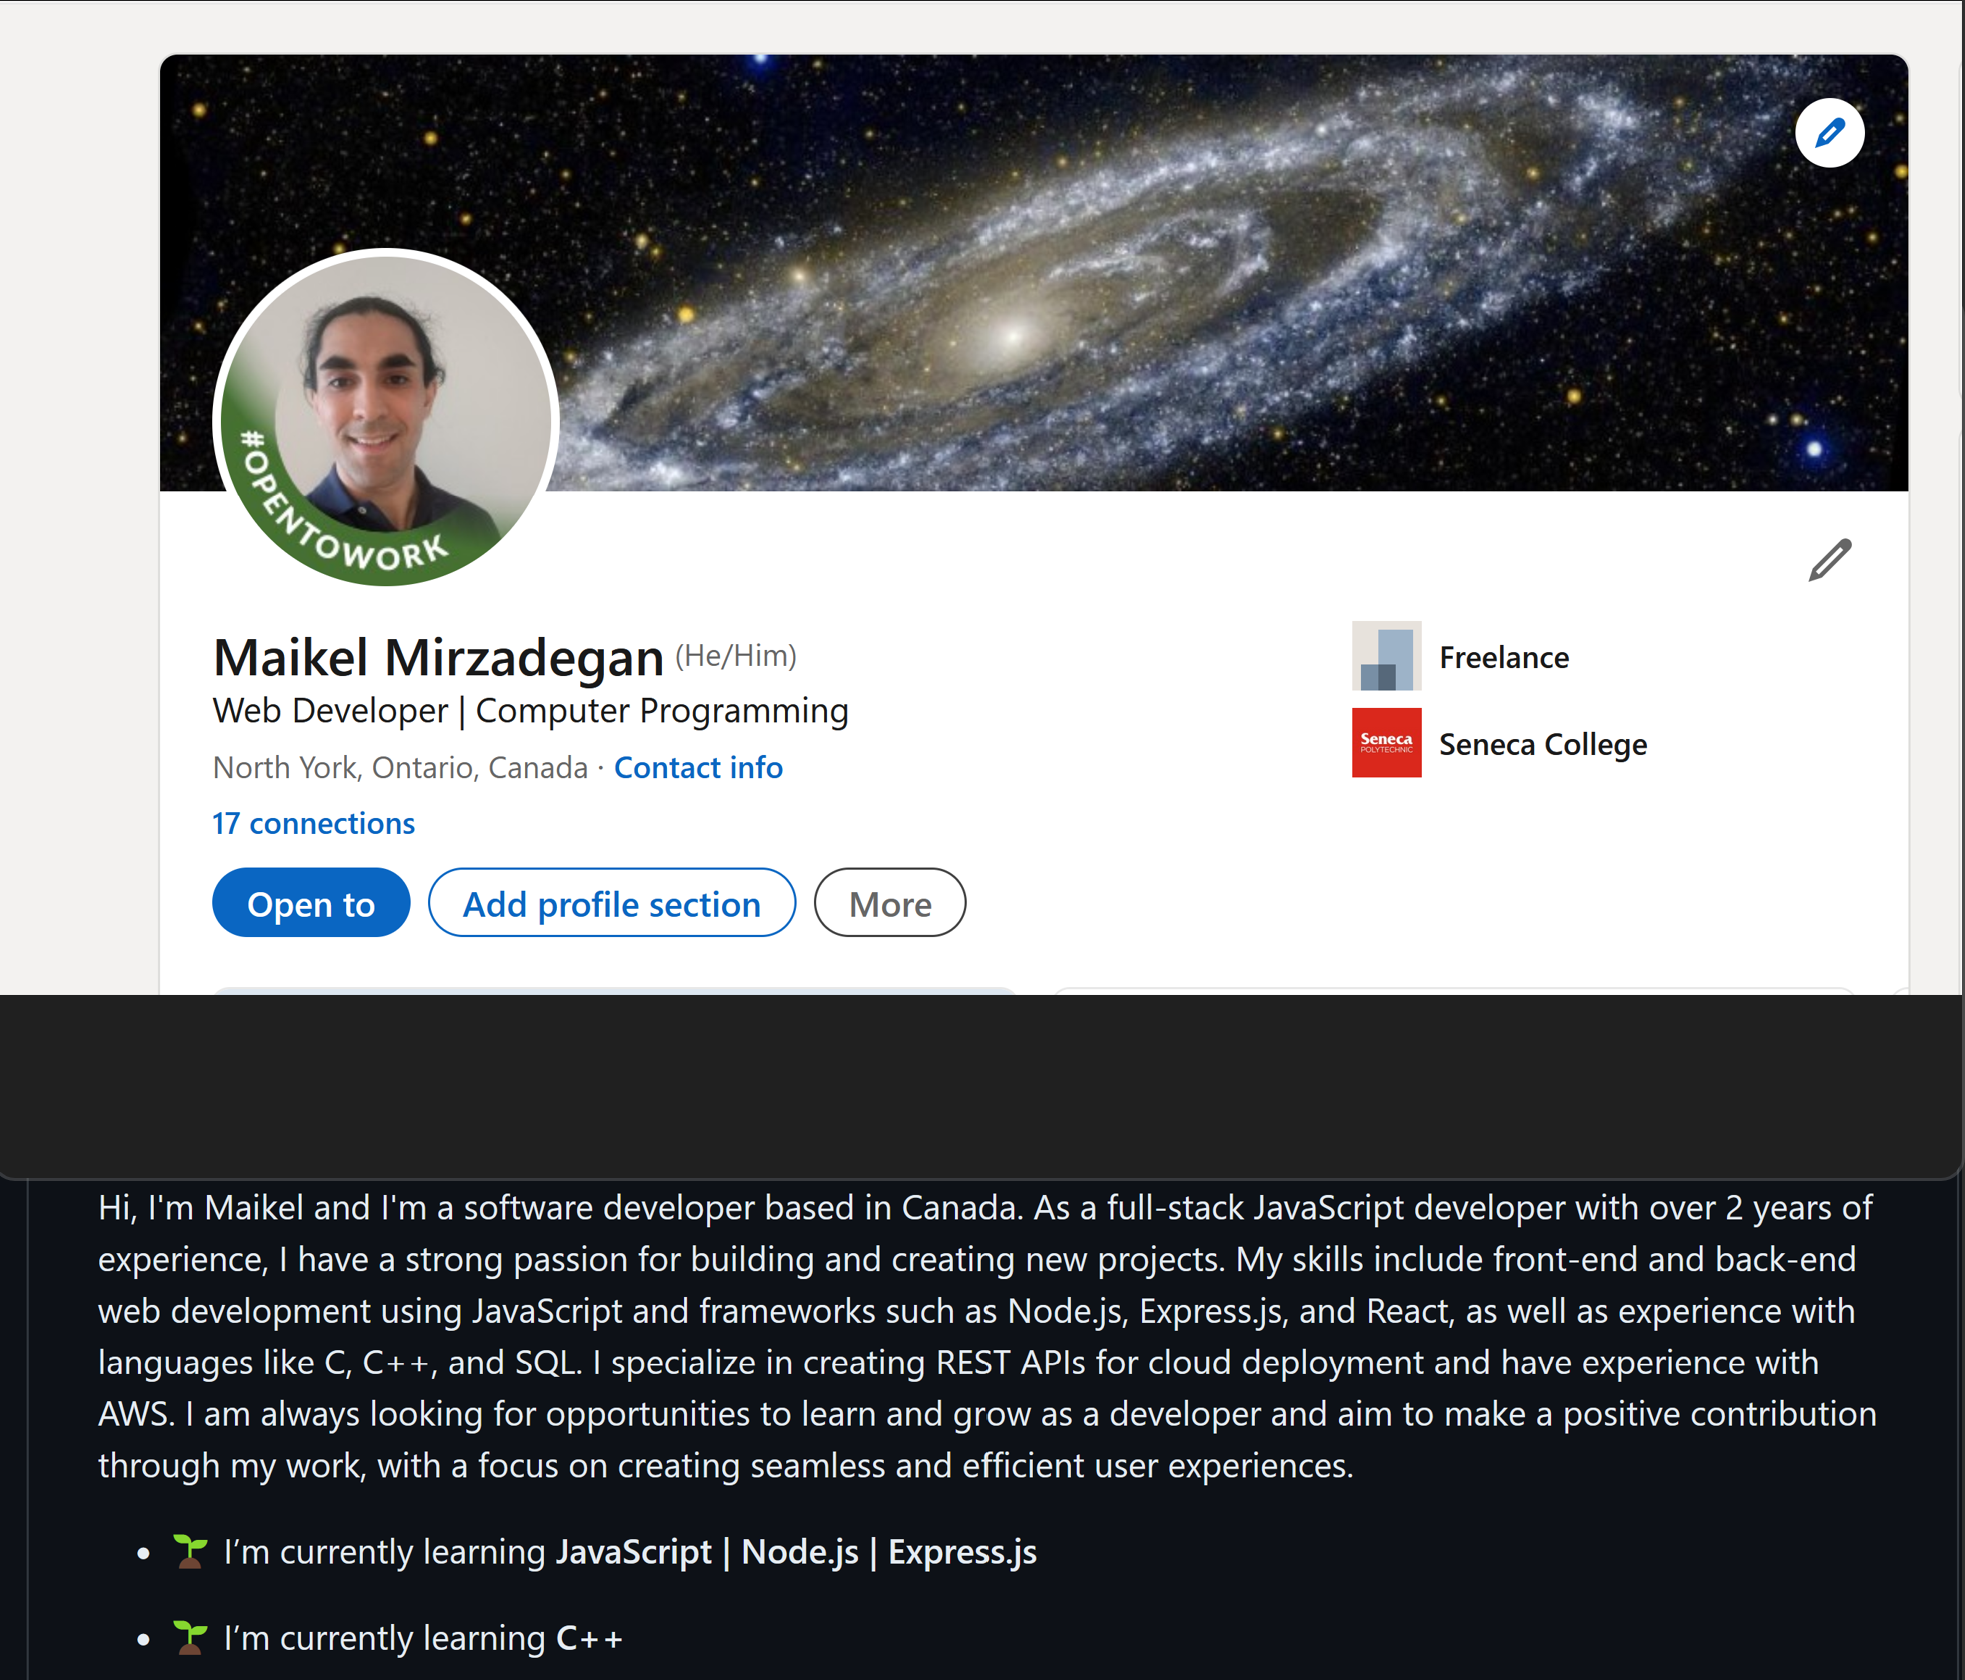 #OPENTOWORK
Maikel Mirzadegan (He/Him)
Web Developer | Computer Programming
North York, Ontario, Canada · Contact info
17 connections
Open to
Add profile section
More
Freelance
Seneca
POLYTECHNIC
Seneca College
Hi, I'm Maikel and I'm a software developer based in Canada. As a full-stack JavaScript developer with over 2 years of
experience, I have a strong passion for building and creating new projects. My skills include front-end and back-end
web development using JavaScript and frameworks such as Node.js, Express.js, and React, as well as experience with
languages like C, C++, and SQL. I specialize in creating REST APIs for cloud deployment and have experience with
AWS. I am always looking for opportunities to learn and grow as a developer and aim to make a positive contribution
through my work, with a focus on creating seamless and efficient user experiences.
• 🌱 I’m currently learning JavaScript | Node.js | Express.js
• 🌱 I’m currently learning C++